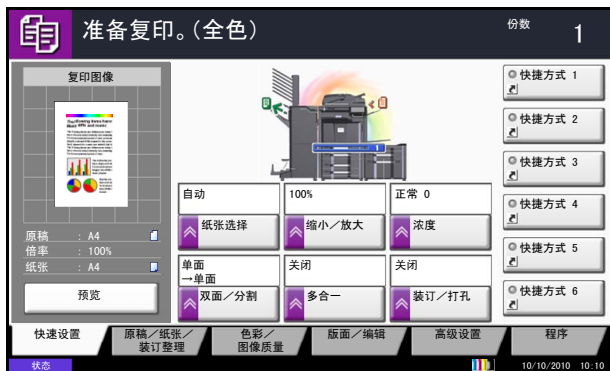 准备复印。(全色)
份数 1
复印图像
原稿 : A4
倍率 : 100%
纸张 : A4
预览
1
自动
100%
正常 0
纸张选择
缩小／放大
浓度
单面
→单面
关闭
关闭
双面／分割
多合一
装订／打孔
快捷方式 1
快捷方式 2
快捷方式 3
快捷方式 4
快捷方式 5
快捷方式 6
快速设置
原稿／纸张／
装订整理
色彩／
图像质量
版面／编辑
高级设置
程序
状态
10/10/2010 10:10